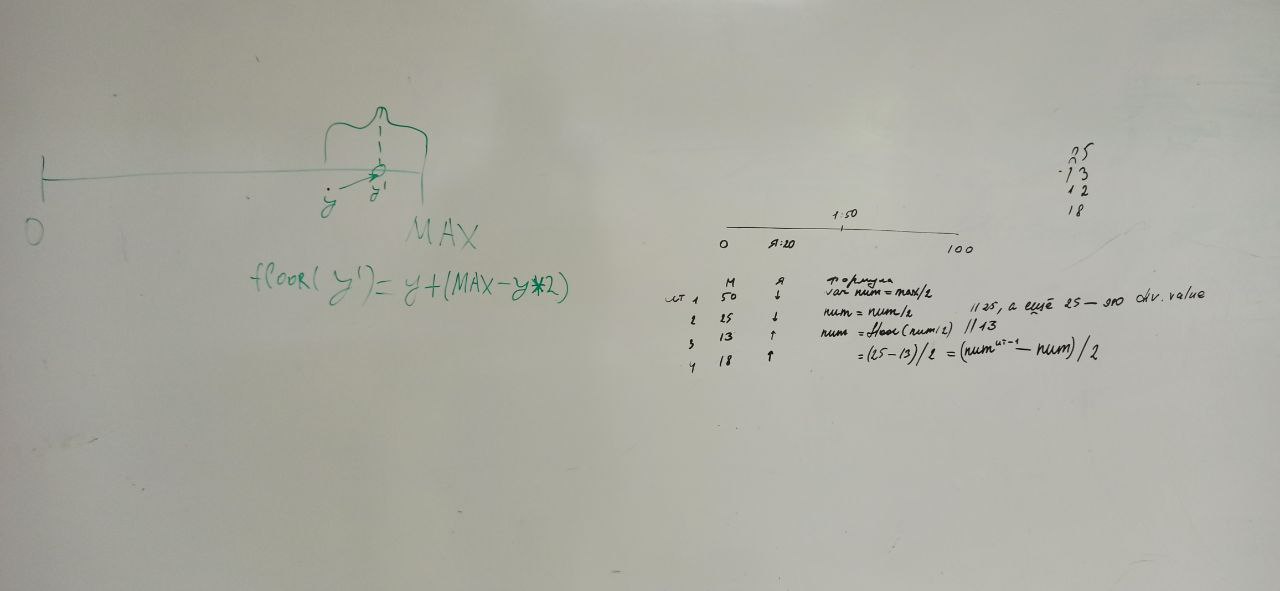 y y'
0 MAX
floor( y') = y + (MAX - y*2)
25
13
12
18
1:50
0 Я:20 100
М Я формула
ит 1 50 ↓ var num = max/2
2 25 ↓ num = num/2 // 25, а ещё 25 — это div. value
3 13 ↑ num = floor(num/2) // 13
4 18 ↑ = (25-13)/2 = (num ит-1 - num) / 2